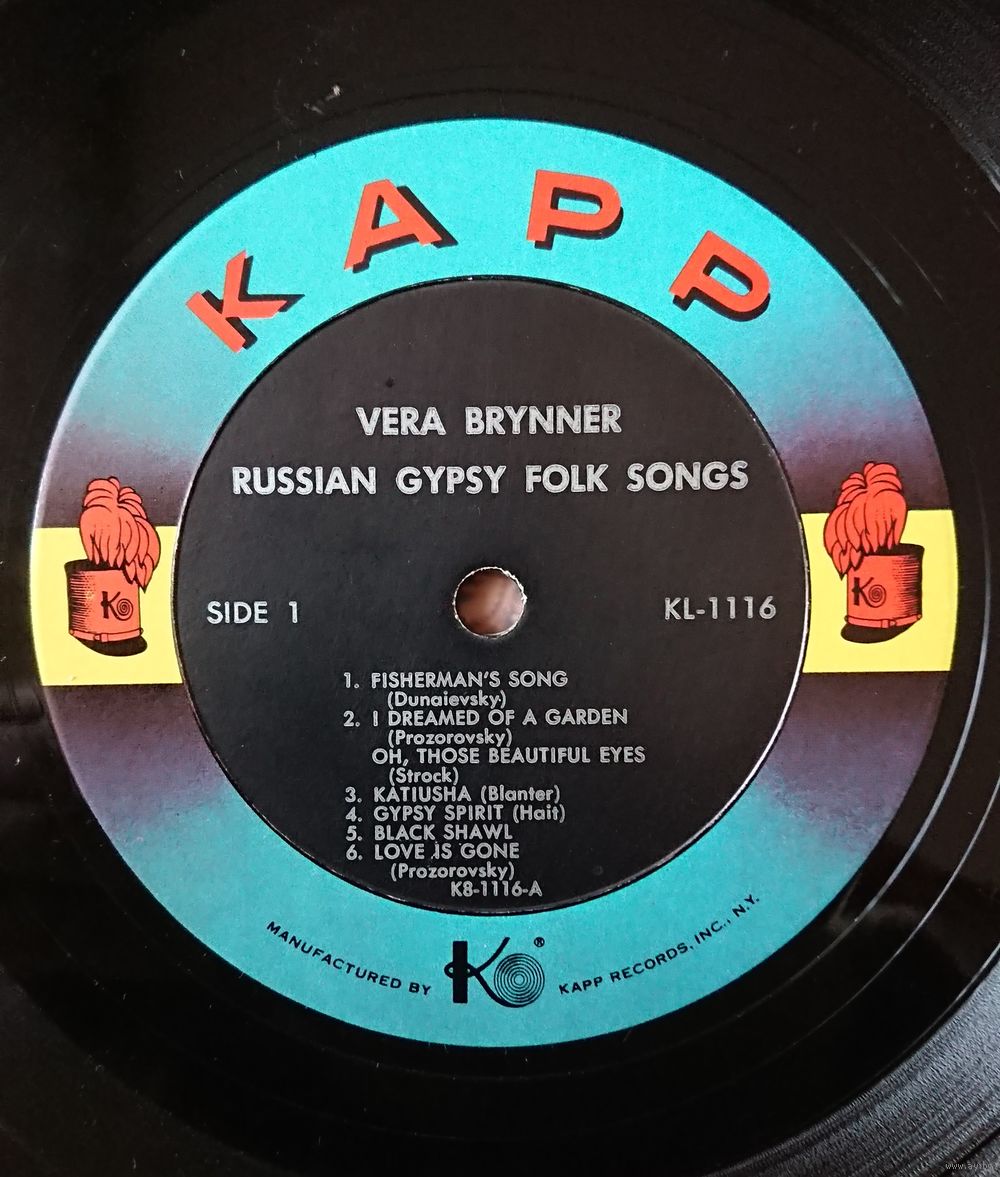 KAPP
VERA BRYNNER
RUSSIAN GYPSY FOLK SONGS
SIDE 1
KL-1116
1. FISHERMAN'S SONG
(Dunaievsky)
2. I DREAMED OF A GARDEN
(Prozorovsky)
OH, THOSE BEAUTIFUL EYES
(Strock)
3. KATIUSHA (Blanter)
4. GYPSY SPIRIT (Hait)
5. BLACK SHAWL
6. LOVE IS GONE
(Prozorovsky)
K8-1116-A
MANUFACTURED BY K ® KAPP RECORDS, INC., N.Y.